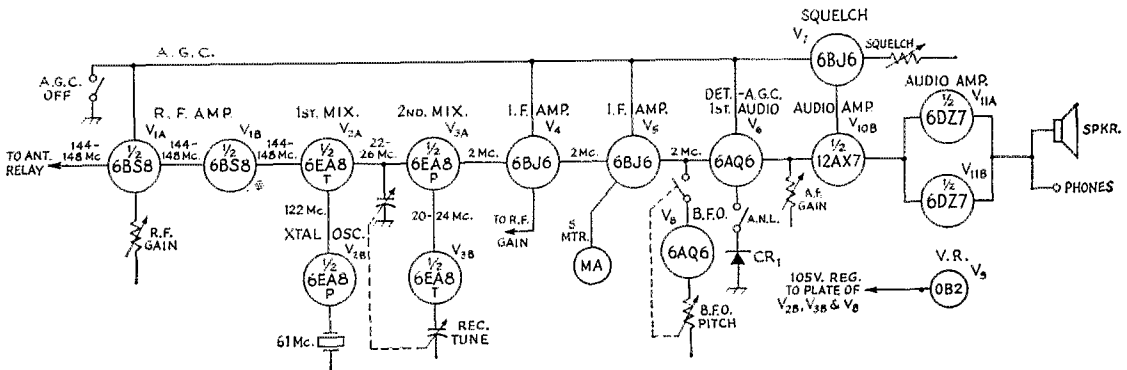 SQUELCH
V7
6BJ6
SQUELCH
A.G.C.
A.G.C. OFF
R.F. AMP.
V1A
½ 6BS8
V1B
½ 6BS8
TO ANT. RELAY
144-148 Mc.
144-148 Mc.
144-148 Mc.
R.F. GAIN
1ST. MIX.
V2A
½ 6EA8 T
122 Mc.
XTAL OSC.
V2B
½ 6EA8 P
61 Mc.
22-26 Mc.
2ND. MIX.
V3A
½ 6EA8 P
20-24 Mc.
V3B
½ 6EA8 T
REC. TUNE
2 Mc.
I.F. AMP.
V4
6BJ6
TO R.F. GAIN
2 Mc.
I.F. AMP.
V5
6BJ6
S MTR.
MA
2 Mc.
V8
B.F.O.
6AQ6
B.F.O. PITCH
DET.-A.G.C.
1ST. AUDIO
V6
6AQ6
A.N.L.
CR1
A.F. GAIN
AUDIO AMP.
V10B
½ 12AX7
AUDIO AMP.
V11A
½ 6DZ7
V11B
½ 6DZ7
SPKR.
PHONES
V.R.
V9
OB2
105V. REG.
TO PLATE OF
V2B, V3B & V8